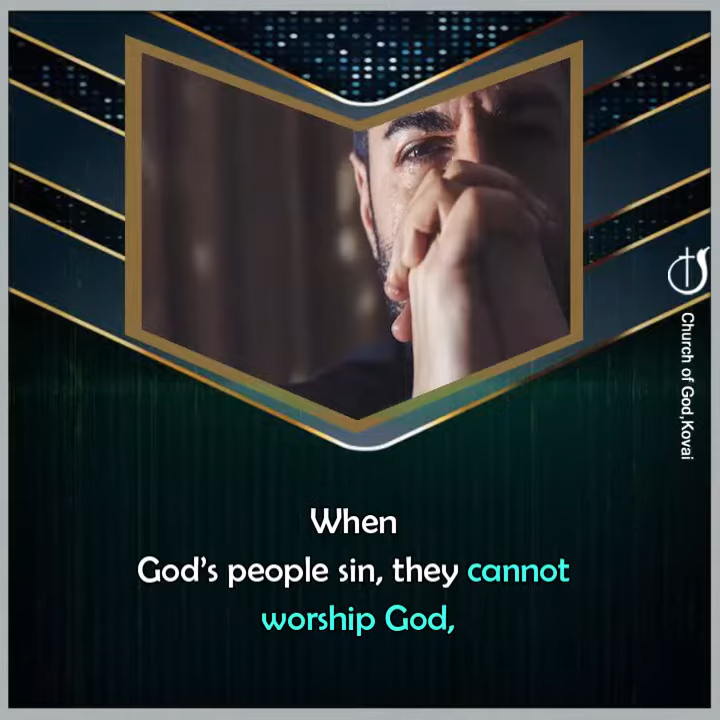 When
God's people sin, they cannot
worship God,
Church of God,Kovai